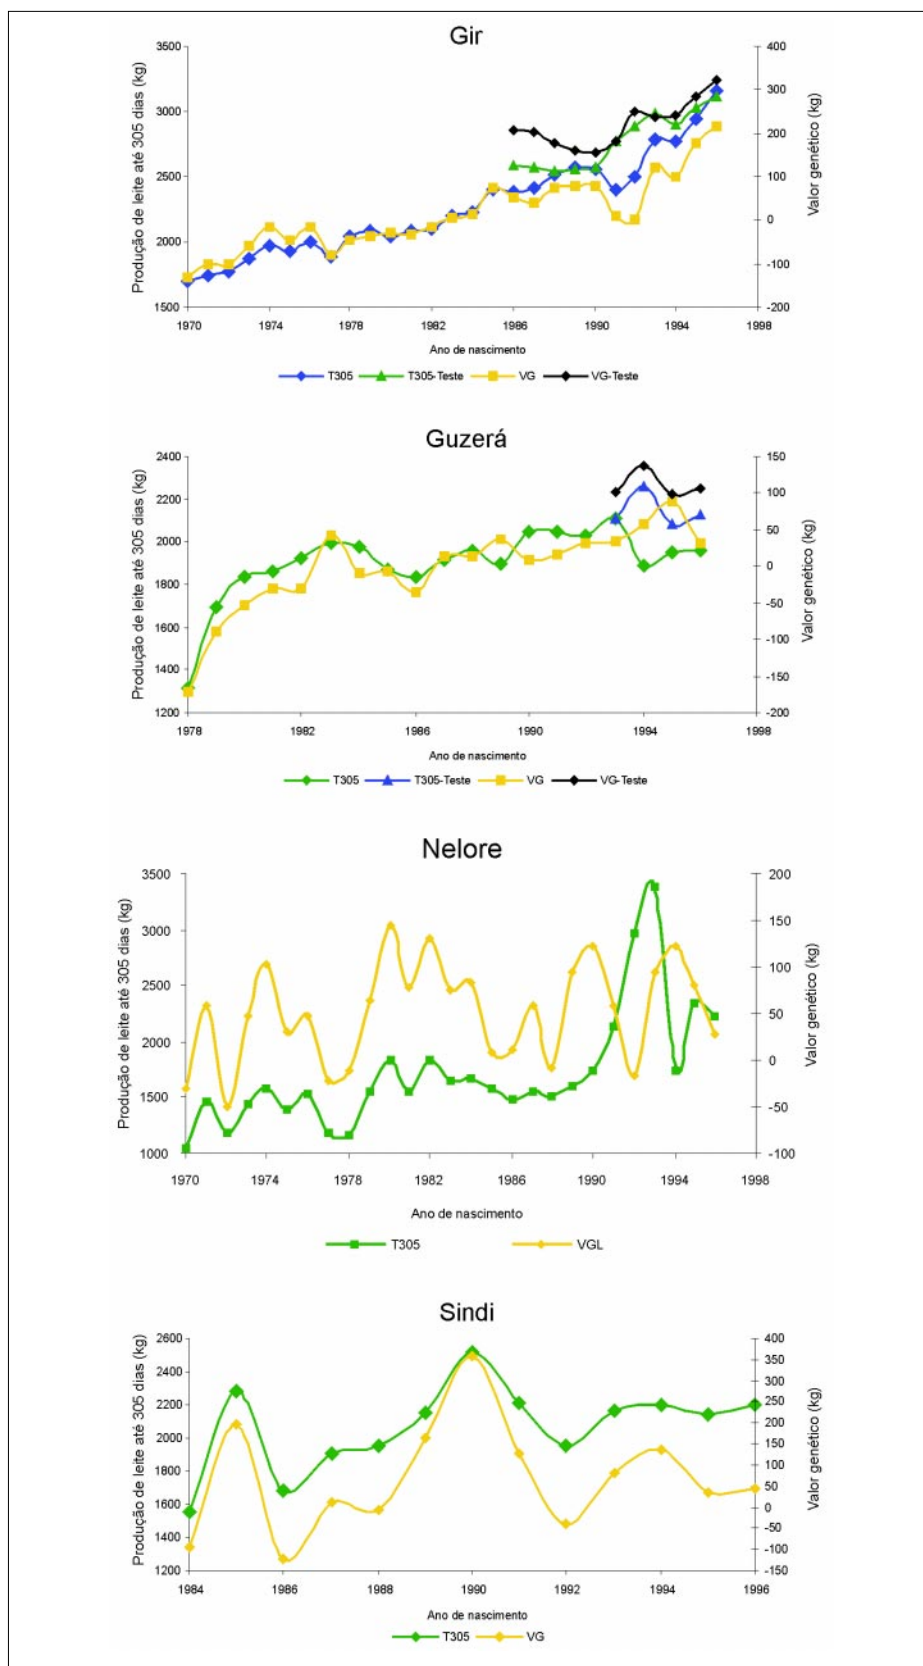 Gir
Produção de leite até 305 dias (kg)
3500
3000
2500
2000
1500
400
300
200
100
0
-100
-200
Valor genético (kg)
1970 1974 1978 1982 1986 1990 1994 1998
Ano de nascimento
T305 T305-Teste VG VG-Teste
Guzerá
Produção de leite até 305 dias (kg)
2400
2200
2000
1800
1600
1400
1200
150
100
50
0
-50
-100
-150
-200
Valor genético (kg)
1978 1982 1986 1990 1994 1998
Ano de nascimento
T305 T305-Teste VG VG-Teste
Nelore
Produção de leite até 305 dias (kg)
3500
3000
2500
2000
1500
1000
200
150
100
50
0
-50
-100
Valor genético (kg)
1970 1974 1978 1982 1986 1990 1994 1998
Ano de nascimento
T305 VGL
Sindi
Produção de leite até 305 dias (kg)
2600
2400
2200
2000
1800
1600
1400
1200
400
350
300
250
200
150
100
50
0
-50
-100
-150
Valor genético (kg)
1984 1986 1988 1990 1992 1994 1996
Ano de nascimento
T305 VG